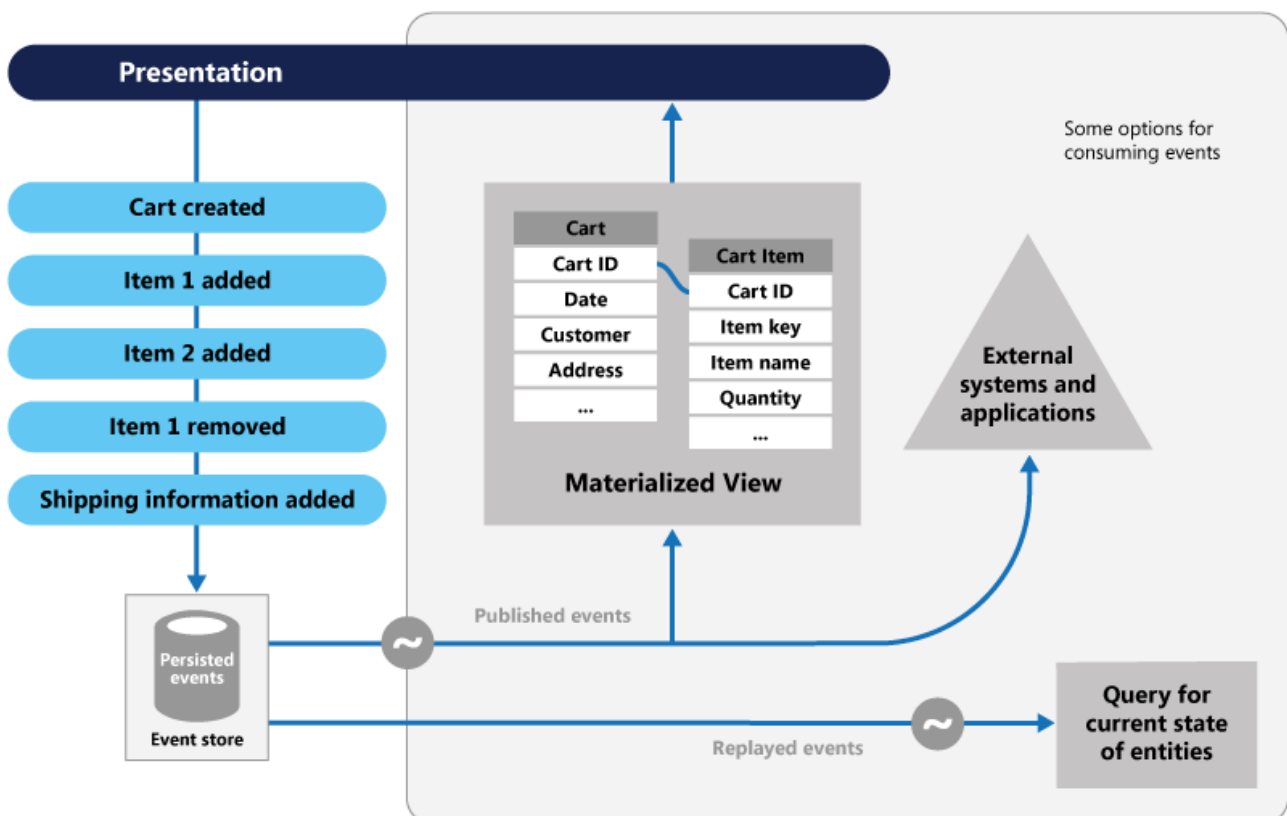 Presentation
Some options for
consuming events
Cart created
Item 1 added
Item 2 added
Item 1 removed
Shipping information added
Cart
Cart ID
Date
Customer
Address
...
Cart Item
Cart ID
Item key
Item name
Quantity
...
Materialized View
External
systems and
applications
Published events
~
Persisted
events
Event store
~
Replayed events
Query for
current state
of entities